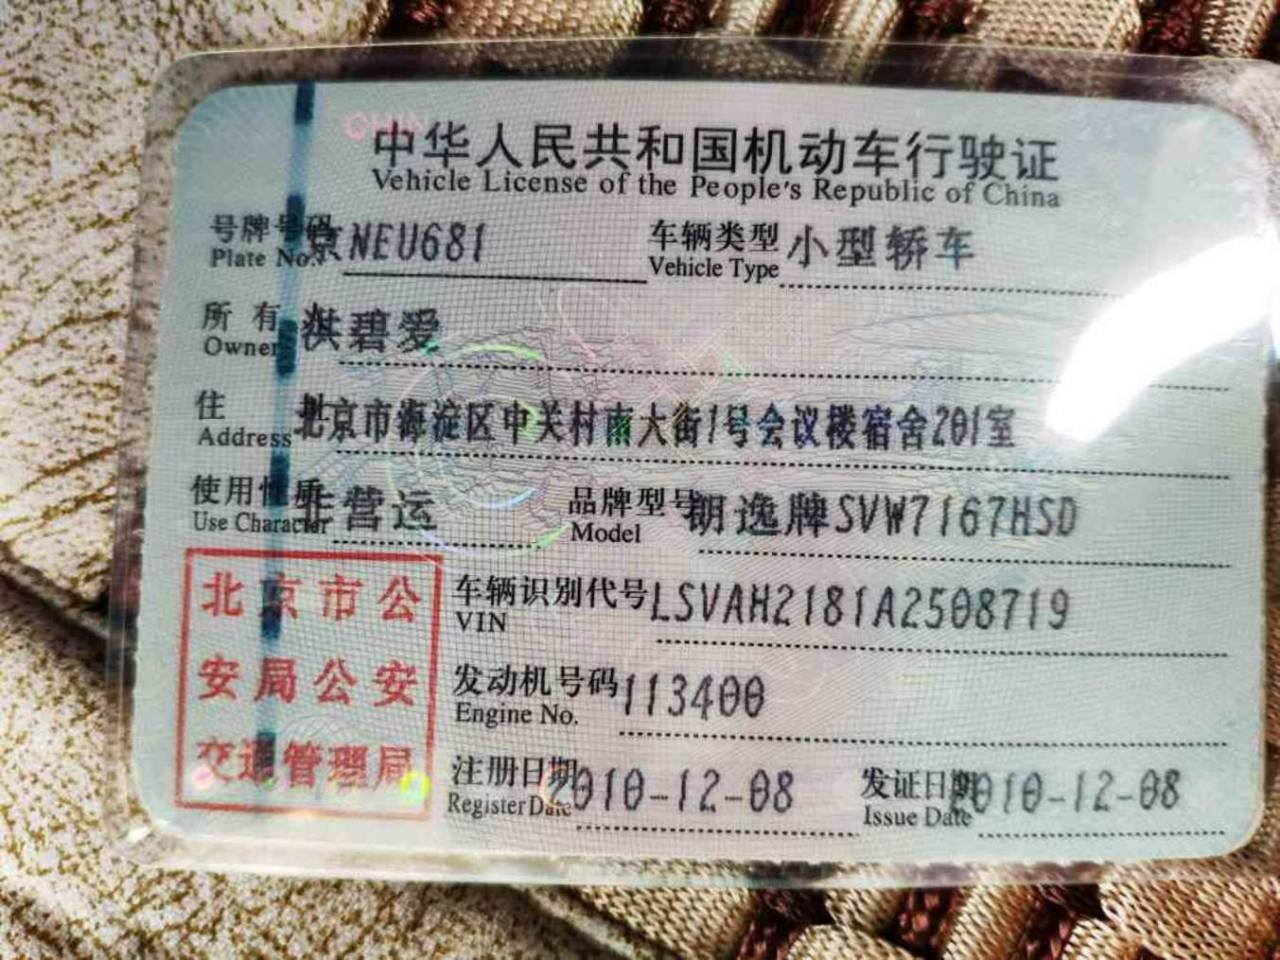 中华人民共和国机动车行驶证
Vehicle License of the People's Republic of China
号牌号码 京NEU681 车辆类型 小型轿车
Plate No. Vehicle Type
所有人 洪碧爱
Owner
住址 北京市海淀区中关村南大街1号会议楼宿舍201室
Address
使用性质 非营运 品牌型号 朗逸牌SVW7167HSD
Use Character Model
车辆识别代号 LSVAH2181A2508719
VIN
发动机号码 113400
Engine No.
注册日期 2010-12-08 发证日期 2010-12-08
Register Date Issue Date
北京市公
安局公安
交通管理局